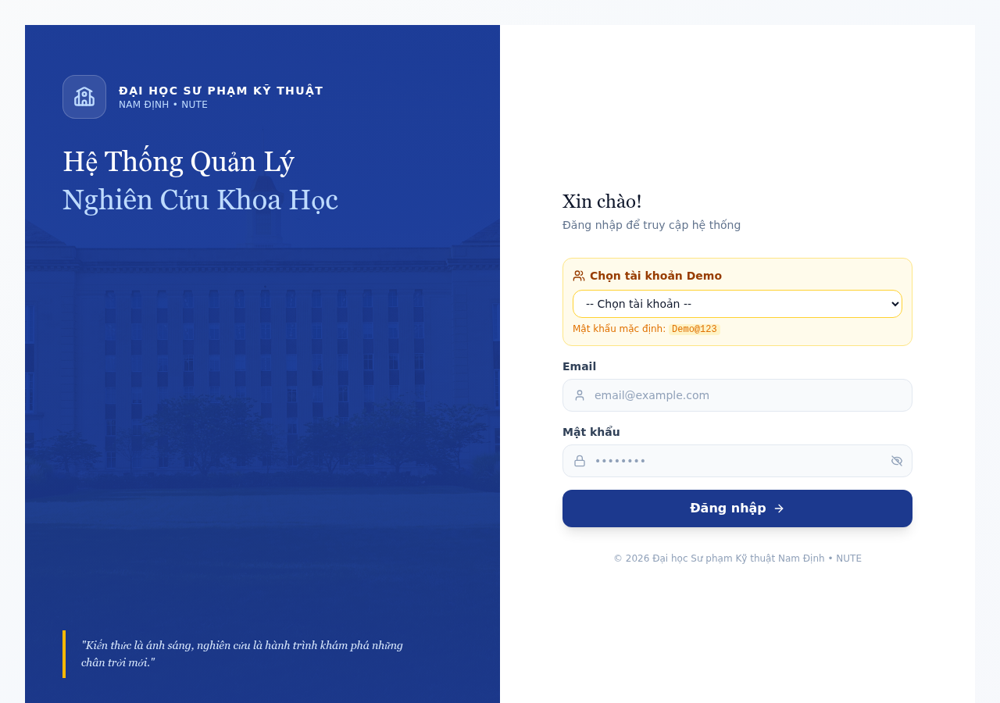 ĐẠI HỌC SƯ PHẠM KỸ THUẬT
NAM ĐỊNH • NUTE
Hệ Thống Quản Lý
Nghiên Cứu Khoa Học
"Kiến thức là ánh sáng, nghiên cứu là hành trình khám phá những
chân trời mới."
Xin chào!
Đăng nhập để truy cập hệ thống
Chọn tài khoản Demo
-- Chọn tài khoản --
Mật khẩu mặc định: Demo@123
Email
email@example.com
Mật khẩu
••••••••
Đăng nhập →
© 2026 Đại học Sư phạm Kỹ thuật Nam Định • NUTE